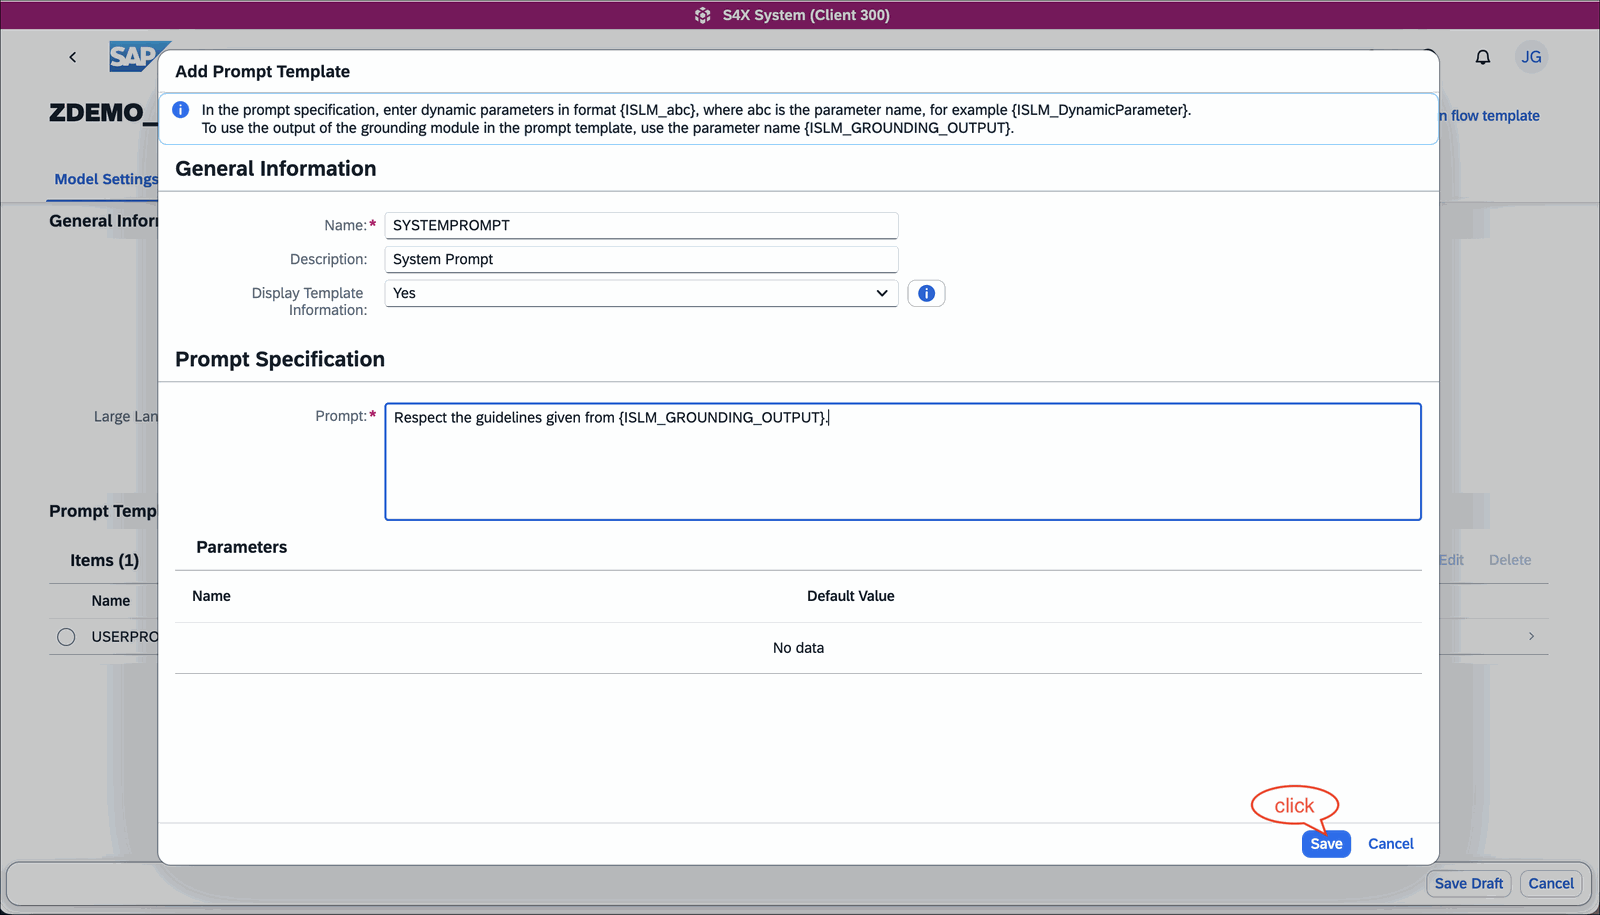 S4X System (Client 300)
SAP
JG
Add Prompt Template
ZDEMO_
In the prompt specification, enter dynamic parameters in format {ISLM_abc}, where abc is the parameter name, for example {ISLM_DynamicParameter}.
To use the output of the grounding module in the prompt template, use the parameter name {ISLM_GROUNDING_OUTPUT}.
n flow template
General Information
Model Settings
General Inforn
Name:*
SYSTEMPROMPT
Description:
System Prompt
Display Template
Information:
Yes
Prompt Specification
Large Lan
Prompt:*
Respect the guidelines given from {ISLM_GROUNDING_OUTPUT}.
Prompt Temp
Parameters
Items (1)
Edit
Delete
Name
Name
Default Value
USERPRO
No data
click
Save
Cancel
Save Draft
Cancel